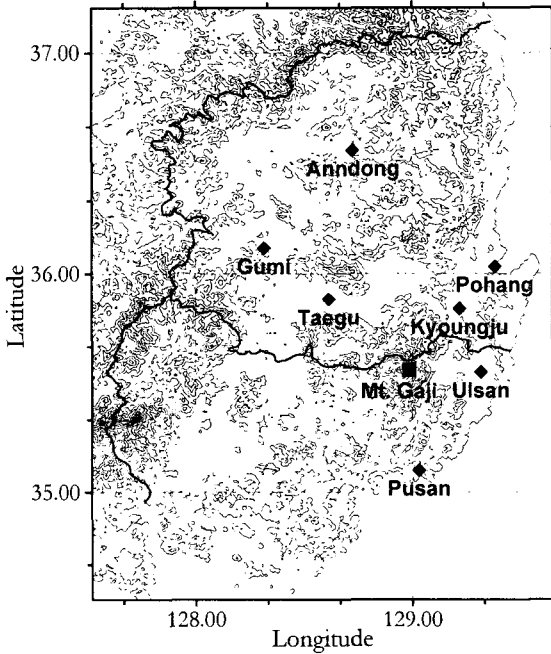 37.00
Anndong
Gumi
36.00
Pohang
Taegu
Kyoungju
Latitude
Mt. Gaji
Ulsan
35.00
Pusan
128.00
129.00
Longitude